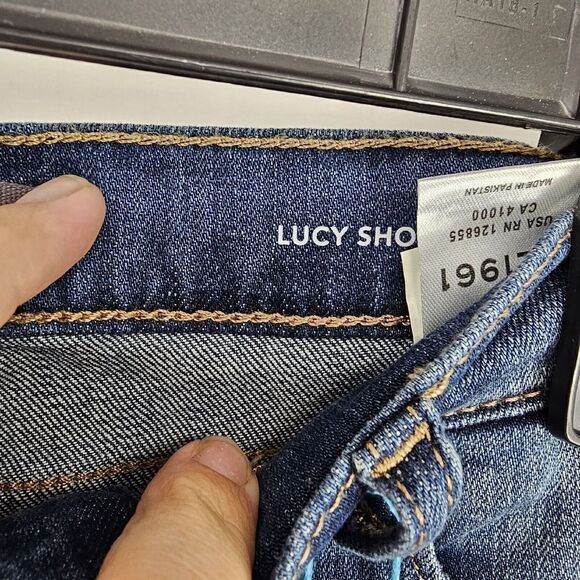 LUCY SHO
1961
USA RN 126855
CA 41000
MADE IN PAKISTAN